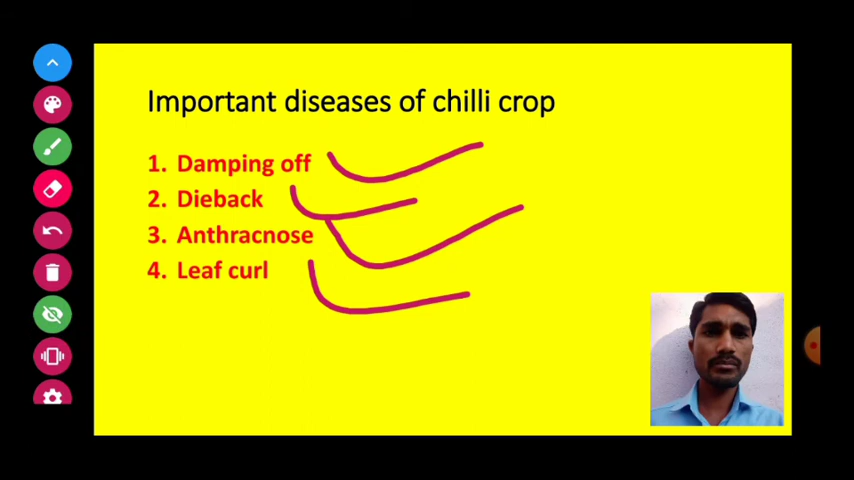 Important diseases of chilli crop
1. Damping off
2. Dieback
3. Anthracnose
4. Leaf curl